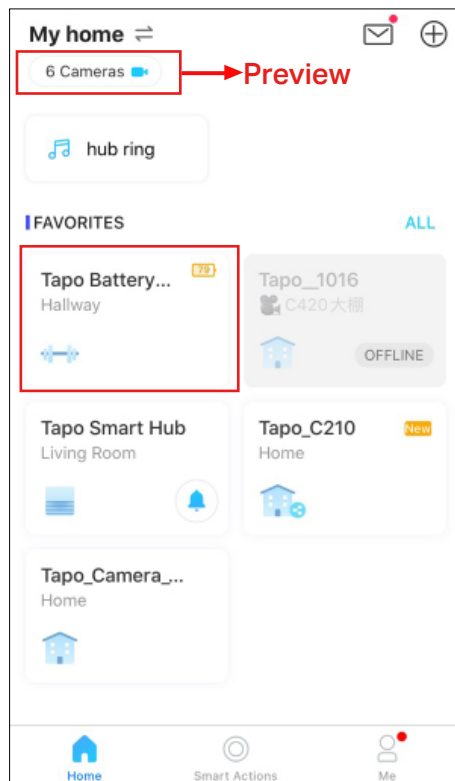 My home
6 Cameras
Preview
hub ring
FAVORITES
ALL
Tapo Battery...
79
Hallway
Tapo__1016
C420大棚
OFFLINE
Tapo Smart Hub
Living Room
Tapo_C210
New
Home
Tapo_Camera_...
Home
Home
Smart Actions
Me